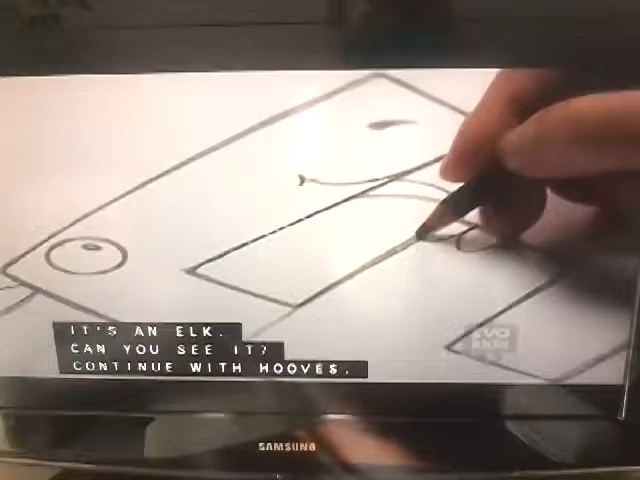 IT'S AN ELK.
CAN YOU SEE IT?
CONTINUE WITH HOOVES.
SAMSUNG